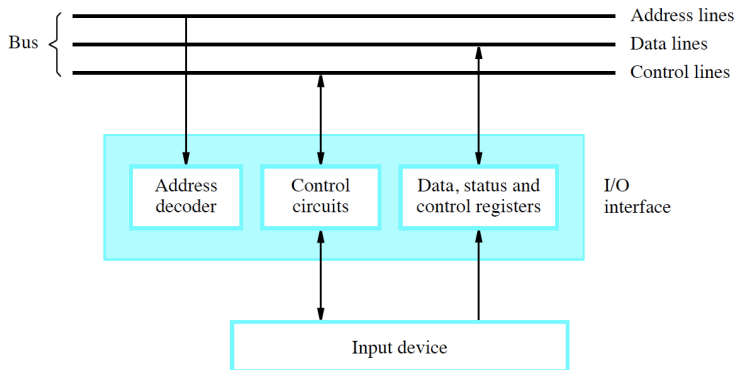 Address lines
Bus
Data lines
Control lines
Address
decoder
Control
circuits
Data, status and
control registers
I/O
interface
Input device